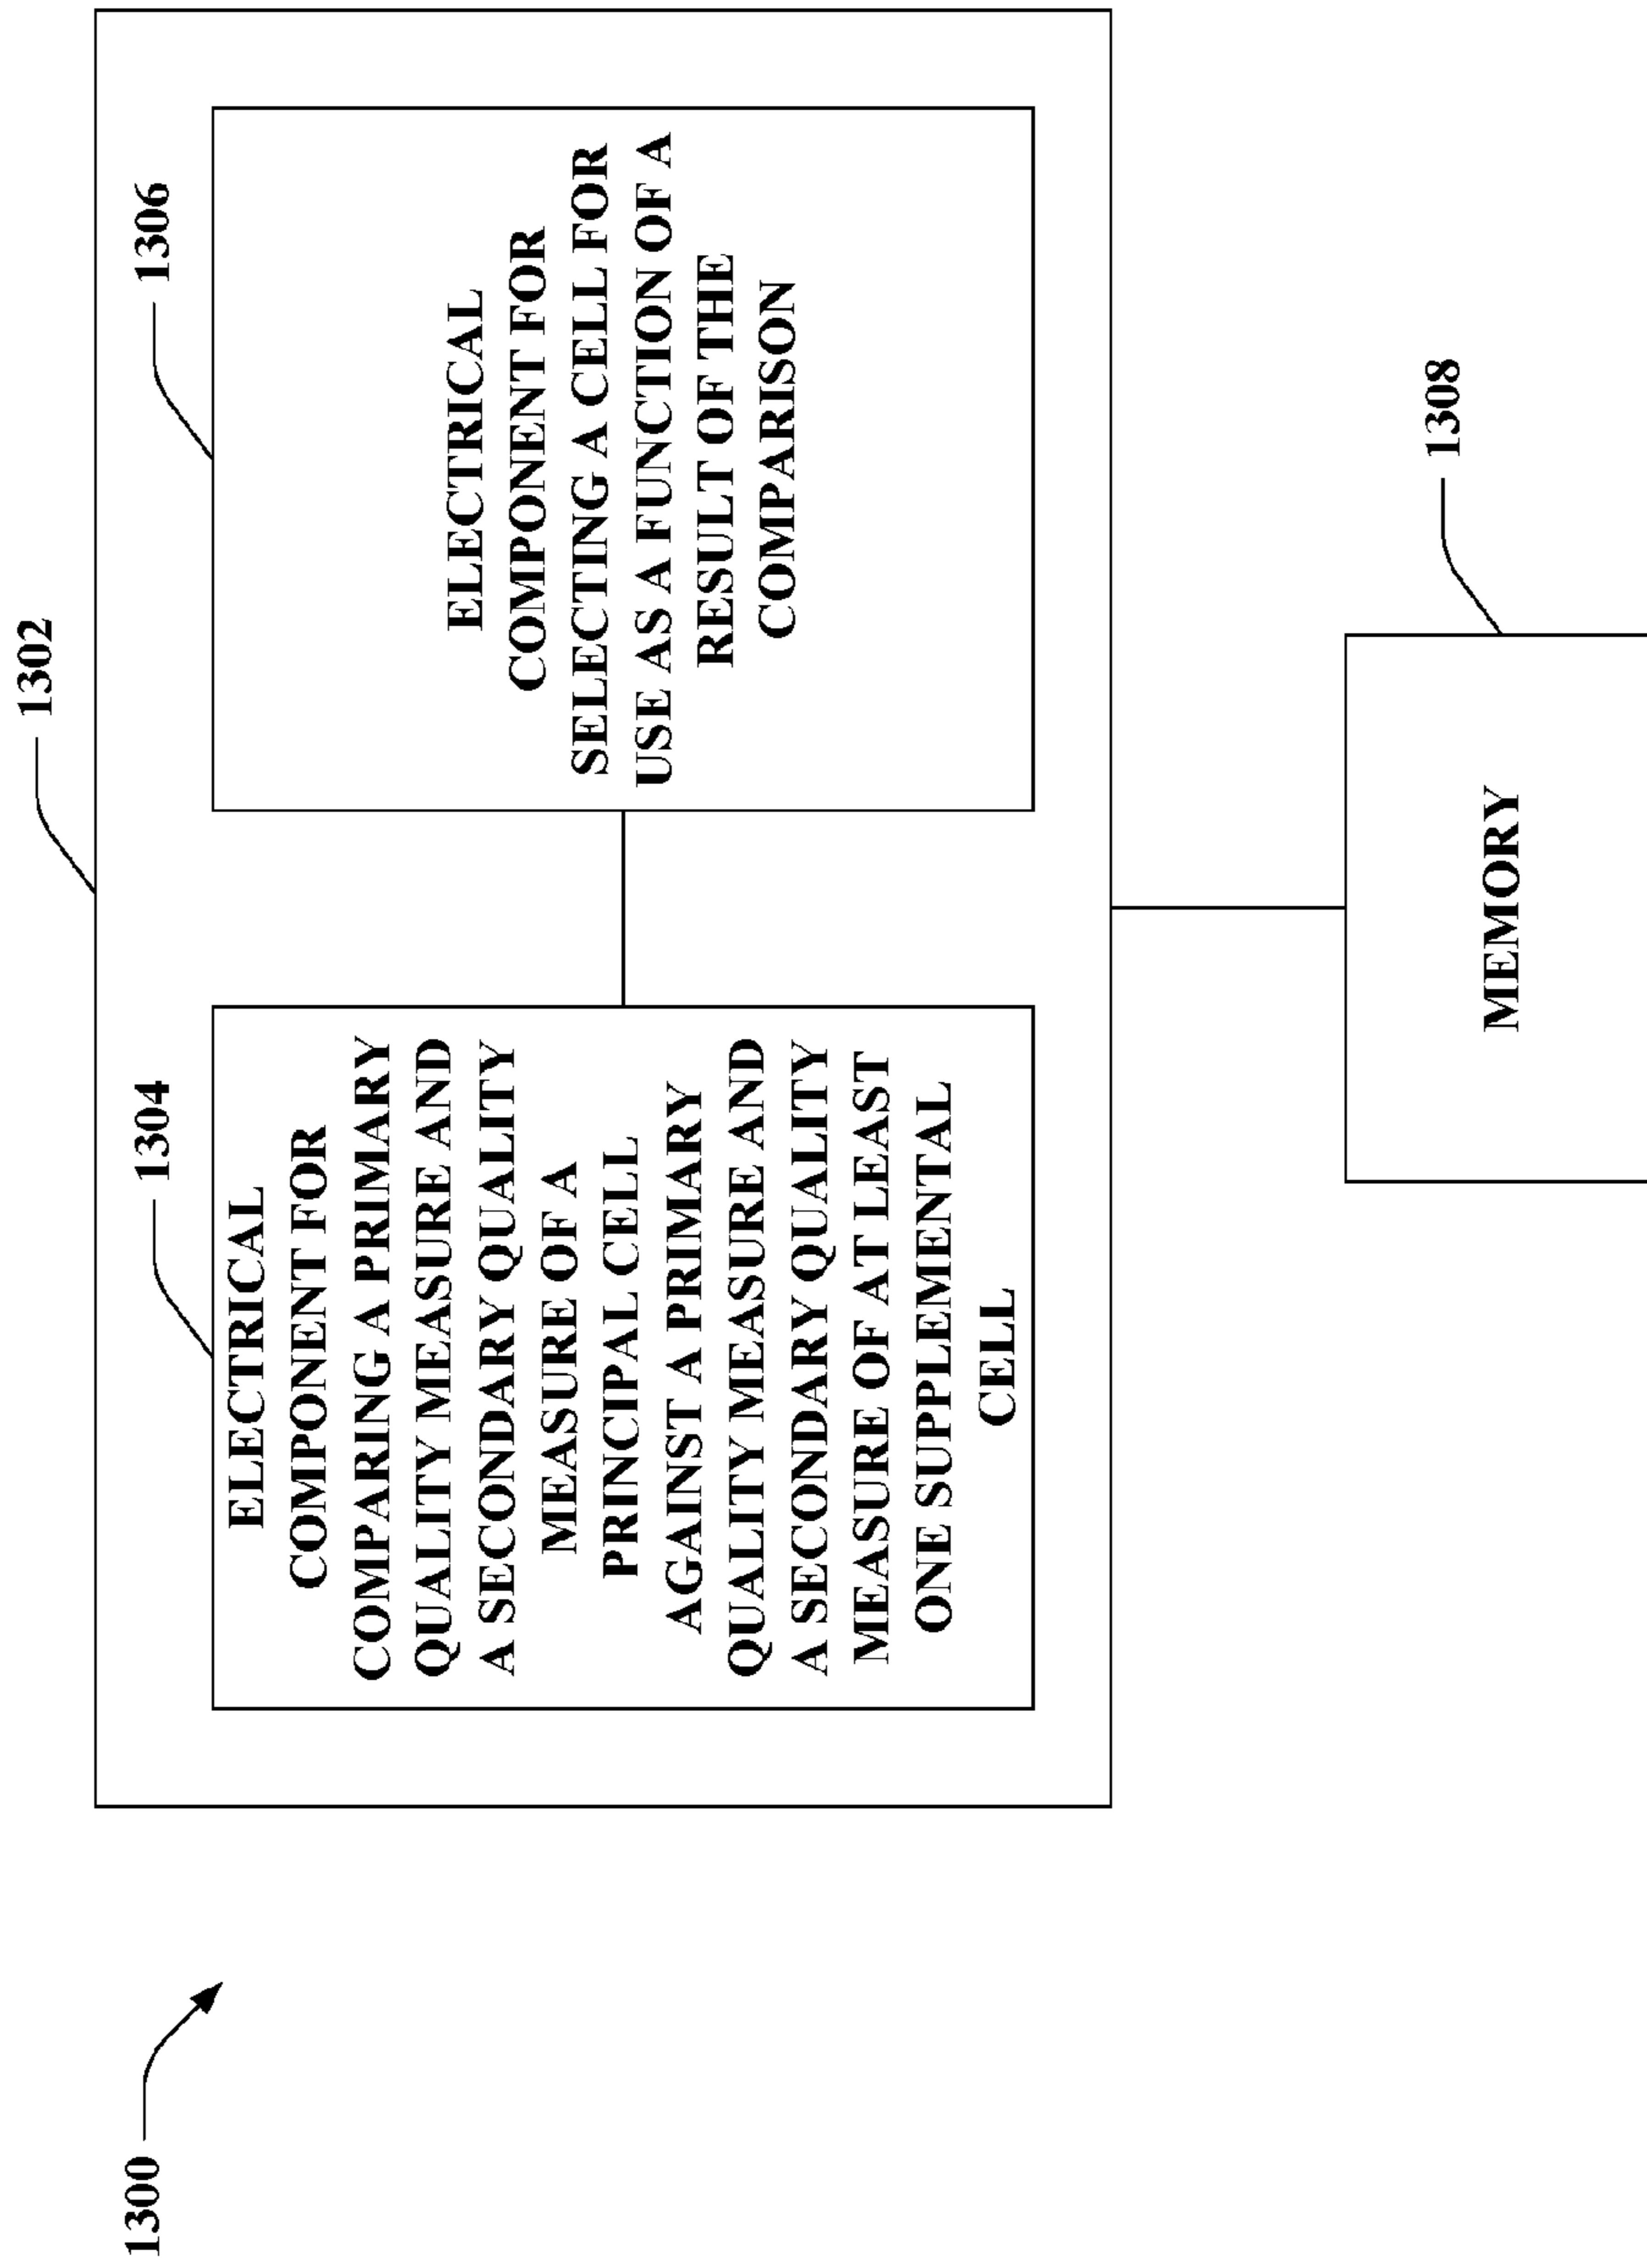 1300
1302
1304
ELECTRICAL
COMPONENT FOR
COMPARING A PRIMARY
QUALITY MEASURE AND
A SECONDARY QUALITY
MEASURE OF A
PRINCIPAL CELL
AGAINST A PRIMARY
QUALITY MEASURE AND
A SECONDARY QUALITY
MEASURE OF AT LEAST
ONE SUPPLEMENTAL
CELL
1306
ELECTRICAL
COMPONENT FOR
SELECTING A CELL FOR
USE AS A FUNCTION OF A
RESULT OF THE
COMPARISON
1308
MEMORY